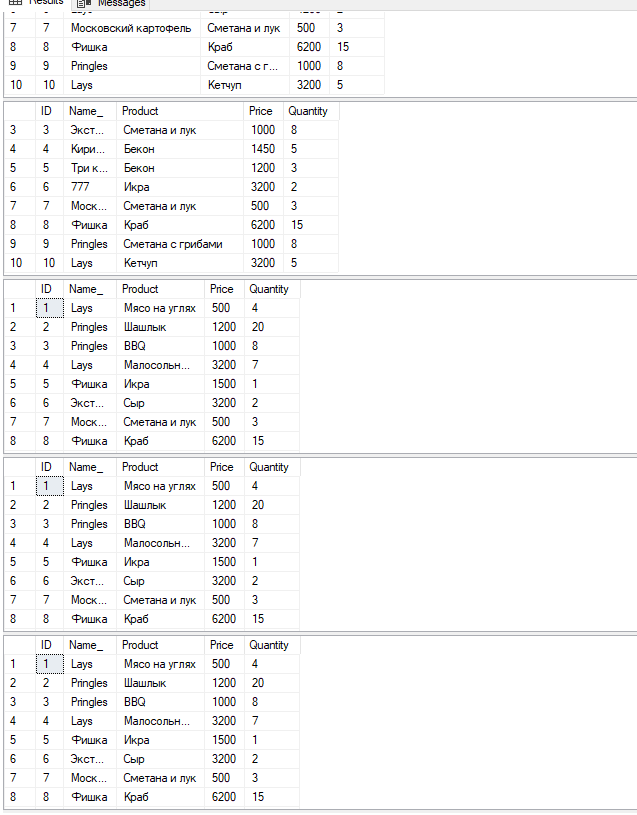 Results Messages
7 7 Московский картофель Сметана и лук 500 3
8 8 Фишка Краб 6200 15
9 9 Pringles Сметана с г... 1000 8
10 10 Lays Кетчуп 3200 5
ID Name_ Product Price Quantity
3 3 Экст... Сметана и лук 1000 8
4 4 Кири... Бекон 1450 5
5 5 Три к... Бекон 1200 3
6 6 777 Икра 3200 2
7 7 Моск... Сметана и лук 500 3
8 8 Фишка Краб 6200 15
9 9 Pringles Сметана с грибами 1000 8
10 10 Lays Кетчуп 3200 5
ID Name_ Product Price Quantity
1 1 Lays Мясо на углях 500 4
2 2 Pringles Шашлык 1200 20
3 3 Pringles BBQ 1000 8
4 4 Lays Малосольн... 3200 7
5 5 Фишка Икра 1500 1
6 6 Экст... Сыр 3200 2
7 7 Моск... Сметана и лук 500 3
8 8 Фишка Краб 6200 15
ID Name_ Product Price Quantity
1 1 Lays Мясо на углях 500 4
2 2 Pringles Шашлык 1200 20
3 3 Pringles BBQ 1000 8
4 4 Lays Малосольн... 3200 7
5 5 Фишка Икра 1500 1
6 6 Экст... Сыр 3200 2
7 7 Моск... Сметана и лук 500 3
8 8 Фишка Краб 6200 15
ID Name_ Product Price Quantity
1 1 Lays Мясо на углях 500 4
2 2 Pringles Шашлык 1200 20
3 3 Pringles BBQ 1000 8
4 4 Lays Малосольн... 3200 7
5 5 Фишка Икра 1500 1
6 6 Экст... Сыр 3200 2
7 7 Моск... Сметана и лук 500 3
8 8 Фишка Краб 6200 15